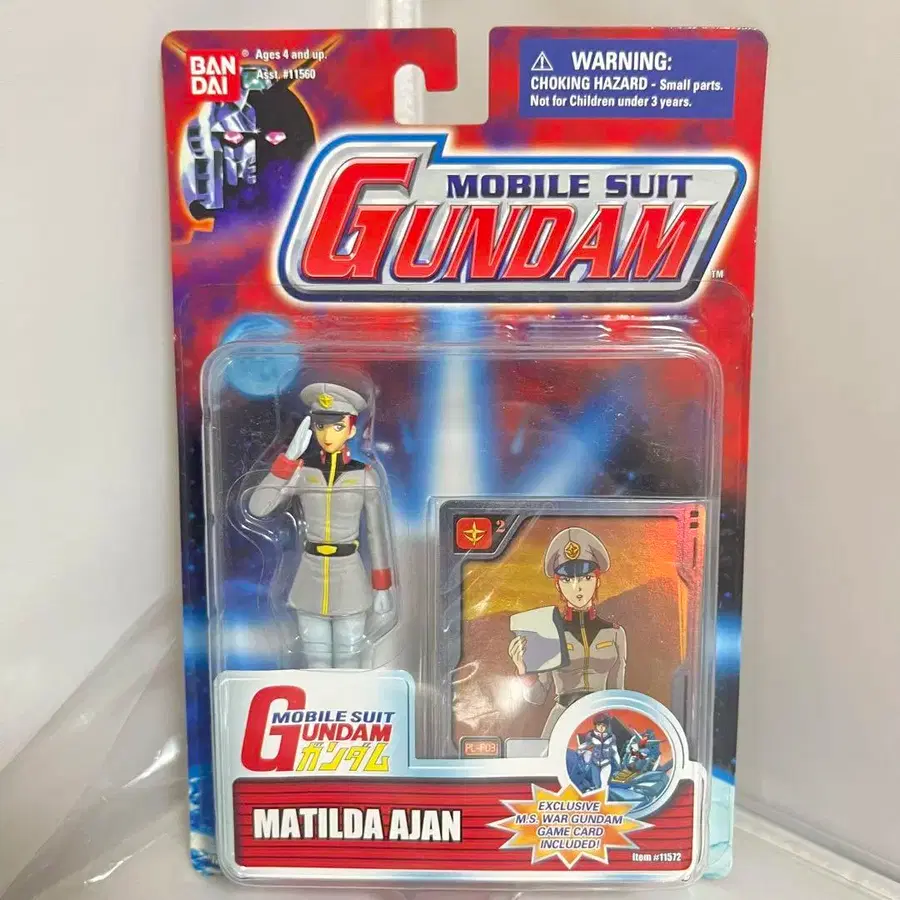 BAN
DAI
®
Ages 4 and up.
Asst. #11560
WARNING:
CHOKING HAZARD - Small parts.
Not for Children under 3 years.
MOBILE SUIT
GUNDAM
TM
2
PL-P03
MOBILE SUIT
GUNDAM
ガンダム
MATILDA AJAN
EXCLUSIVE
M.S. WAR GUNDAM
GAME CARD
INCLUDED!
Item #11572